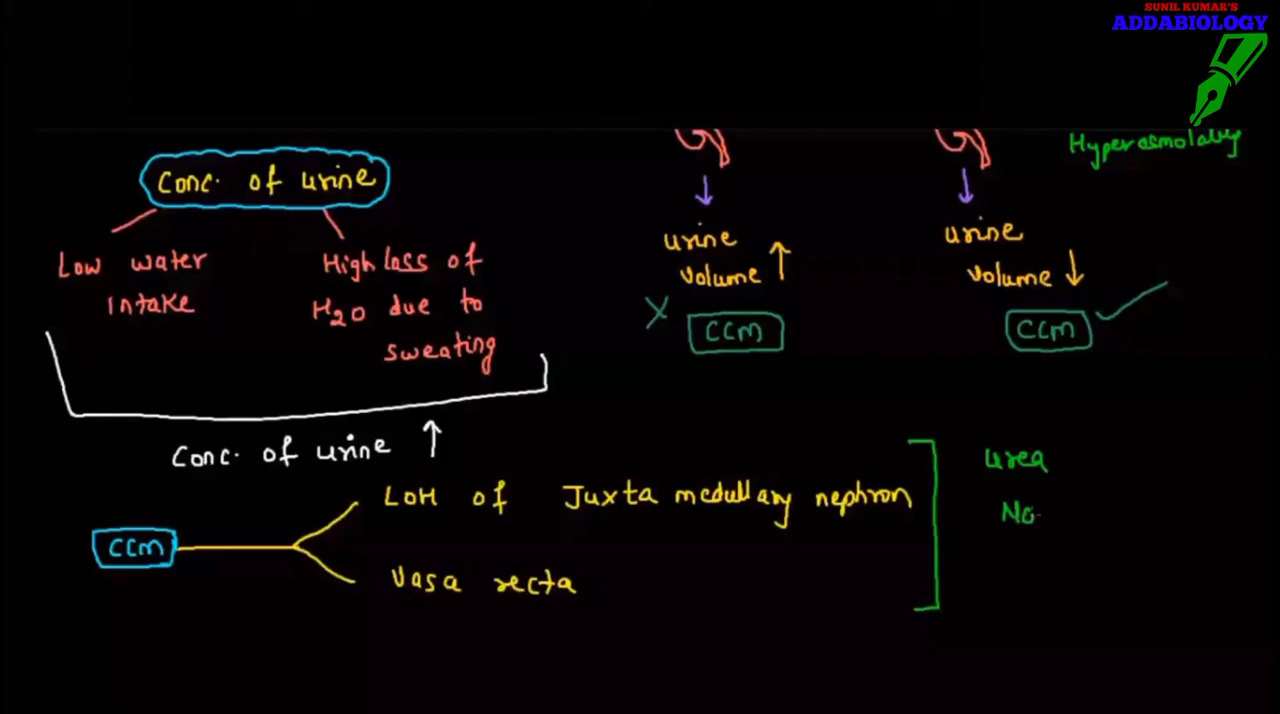 SUNIL KUMAR'S
ADDABIOLOGY
Hyperosmolality
Conc. of urine
Low water
Intake
High loss of
H2O due to
sweating
Conc. of urine ↑
urine
volume ↑
X CCM
urine
volume ↓
CCM ✓
CCM
LOH of Juxta medullary nephron
Vasa recta
urea
Na